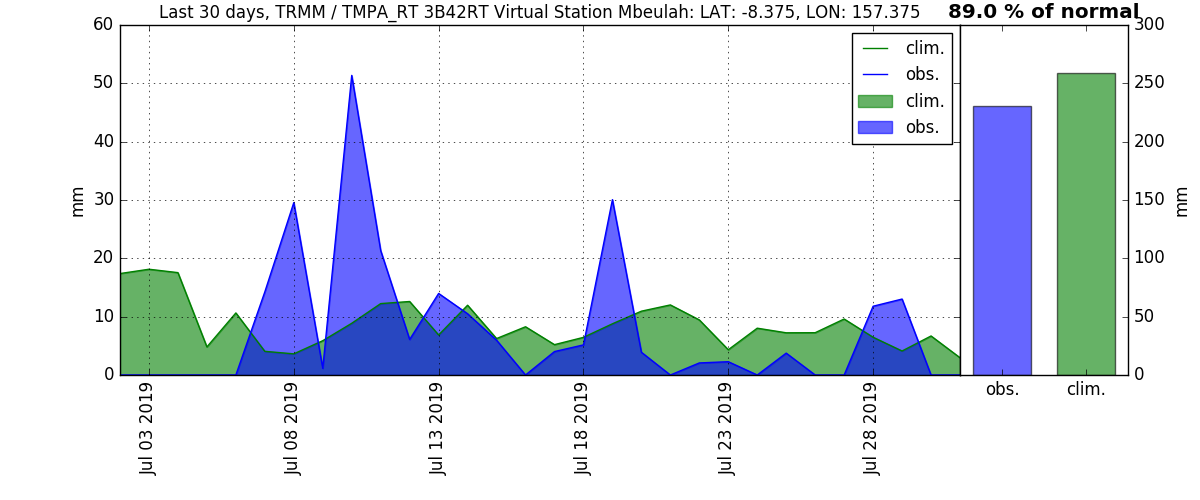 Last 30 days, TRMM / TMPA_RT 3B42RT Virtual Station Mbeulah: LAT: -8.375, LON: 157.375
89.0 % of normal
60
50
40
30
20
10
0
mm
clim.
obs.
clim.
obs.
Jul 03 2019
Jul 08 2019
Jul 13 2019
Jul 18 2019
Jul 23 2019
Jul 28 2019
300
250
200
150
100
50
0
mm
obs.
clim.